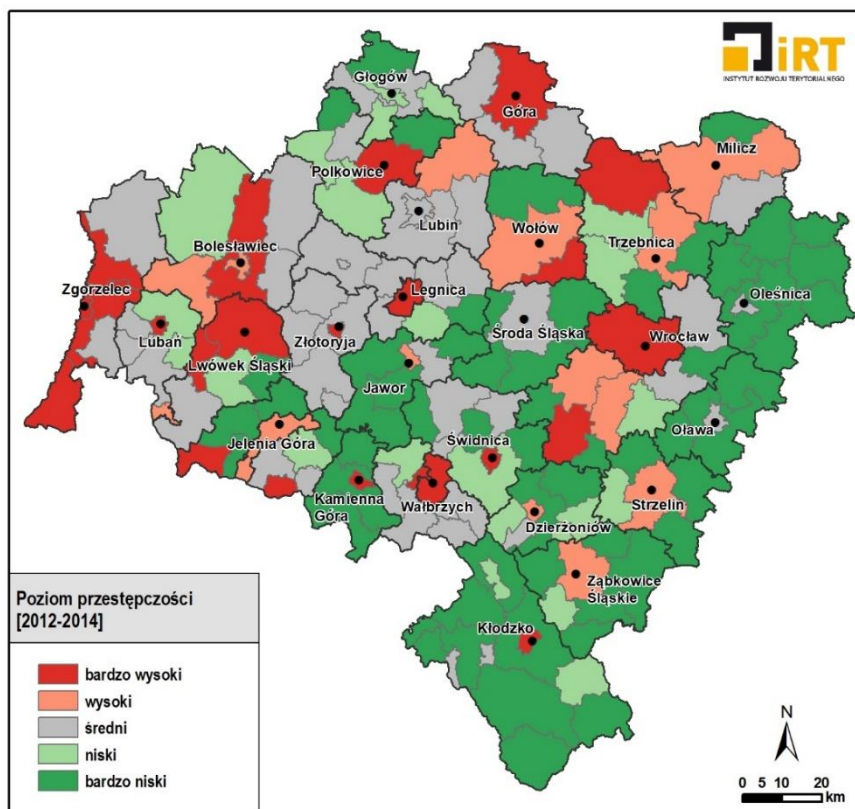 iRT
INSTYTUT ROZWOJU TERYTORIALNEGO
Głogów
Góra
Milicz
Polkowice
Lubin
Wołów
Trzebnica
Bolesławiec
Zgorzelec
Legnica
Oleśnica
Lubań
Złotoryja
Środa Śląska
Wrocław
Lwówek Śląski
Jawor
Jelenia Góra
Świdnica
Oława
Kamienna
Góra
Wałbrzych
Strzelin
Dzierżoniów
Ząbkowice
Śląskie
Kłodzko
Poziom przestępczości
[2012-2014]
bardzo wysoki
wysoki
średni
niski
bardzo niski
N
0 5 10 20
km